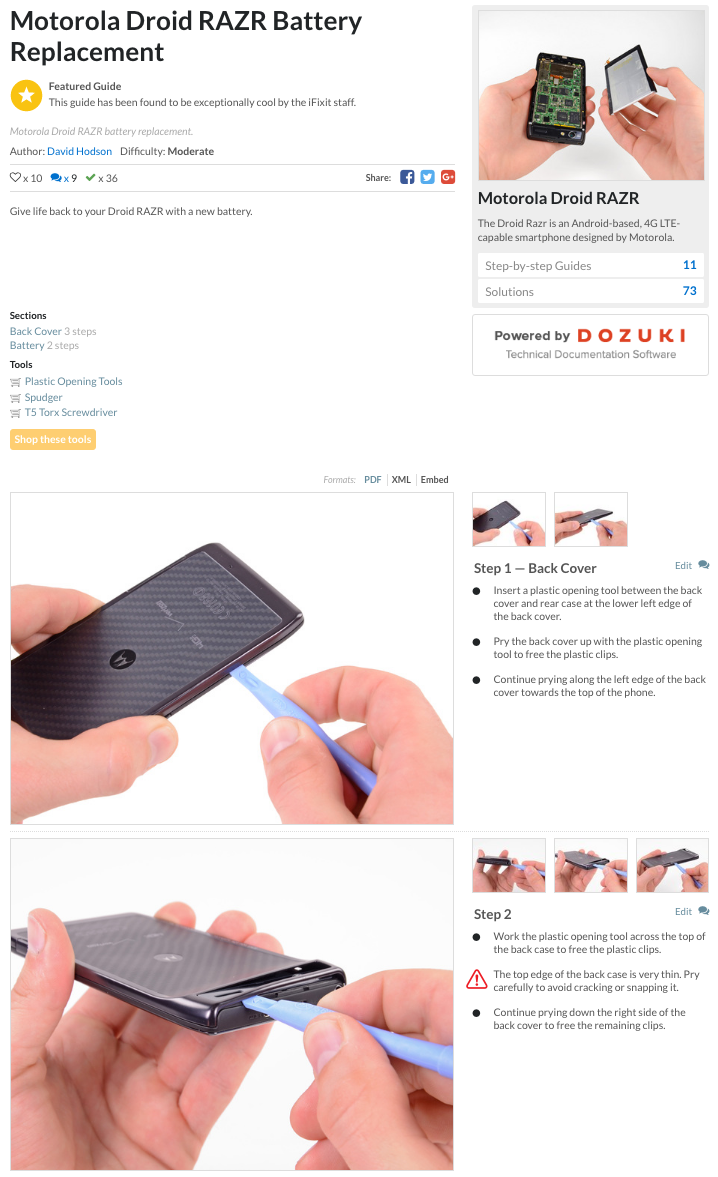 Motorola Droid RAZR Battery
Replacement
Featured Guide
This guide has been found to be exceptionally cool by the iFixit staff.
Motorola Droid RAZR battery replacement.
Author: David Hodson Difficulty: Moderate
x 10 x 9 x 36
Share:
Give life back to your Droid RAZR with a new battery.
Motorola Droid RAZR
The Droid Razr is an Android-based, 4G LTE-
capable smartphone designed by Motorola.
Step-by-step Guides 11
Solutions 73
Powered by DOZUKI
Technical Documentation Software
Sections
Back Cover 3 steps
Battery 2 steps
Tools
Plastic Opening Tools
Spudger
T5 Torx Screwdriver
Shop these tools
Formats: PDF XML Embed
Step 1 — Back Cover
Edit
Insert a plastic opening tool between the back
cover and rear case at the lower left edge of
the back cover.
Pry the back cover up with the plastic opening
tool to free the plastic clips.
Continue prying along the left edge of the back
cover towards the top of the phone.
Step 2
Edit
Work the plastic opening tool across the top of
the back case to free the plastic clips.
The top edge of the back case is very thin. Pry
carefully to avoid cracking or snapping it.
Continue prying down the right side of the
back cover to free the remaining clips.